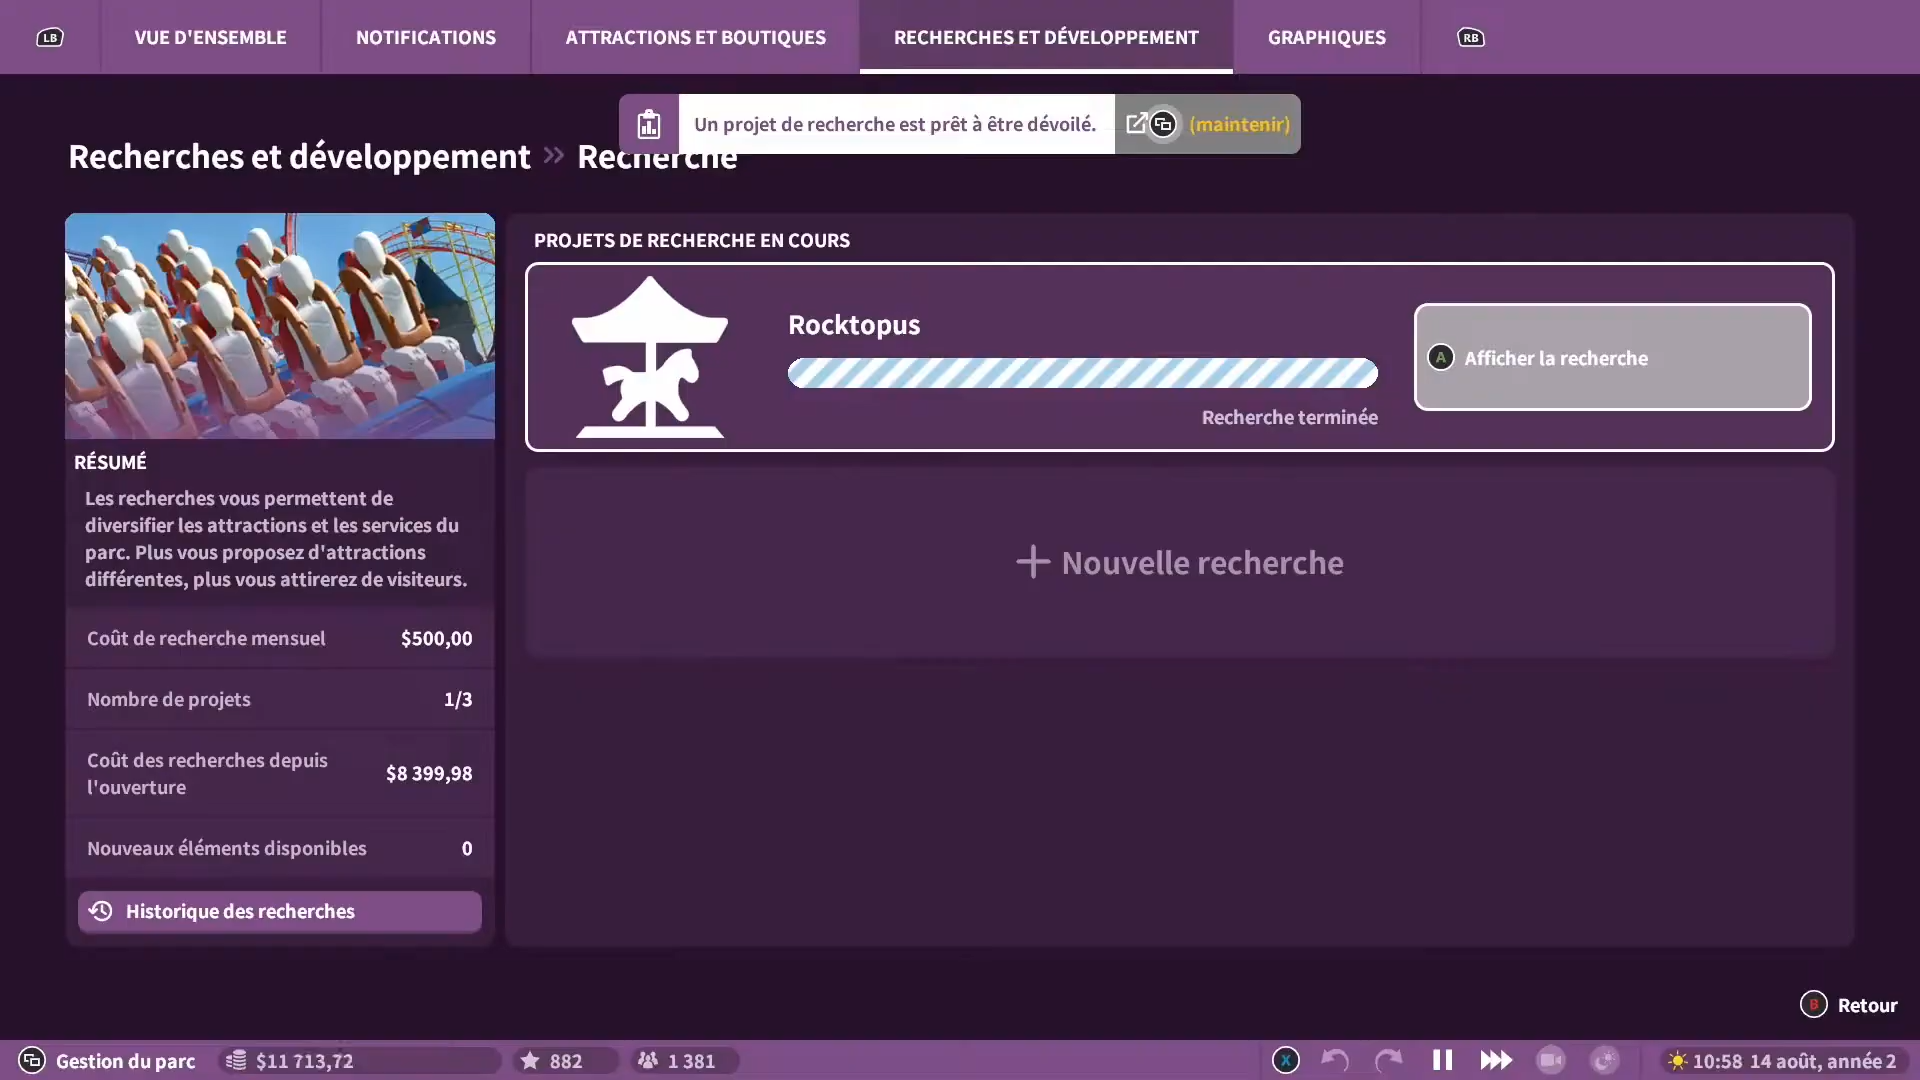 LB
VUE D'ENSEMBLE
NOTIFICATIONS
ATTRACTIONS ET BOUTIQUES
RECHERCHES ET DÉVELOPPEMENT
GRAPHIQUES
RB
Un projet de recherche est prêt à être dévoilé.
(maintenir)
Recherches et développement » Recherche
RÉSUMÉ
Les recherches vous permettent de
diversifier les attractions et les services du
parc. Plus vous proposez d'attractions
différentes, plus vous attirerez de visiteurs.
Coût de recherche mensuel $500,00
Nombre de projets 1/3
Coût des recherches depuis
l'ouverture $8 399,98
Nouveaux éléments disponibles 0
Historique des recherches
PROJETS DE RECHERCHE EN COURS
Rocktopus
Recherche terminée
A Afficher la recherche
+ Nouvelle recherche
B Retour
Gestion du parc $11 713,72 882 1 381 X 10:58 14 août, année 2